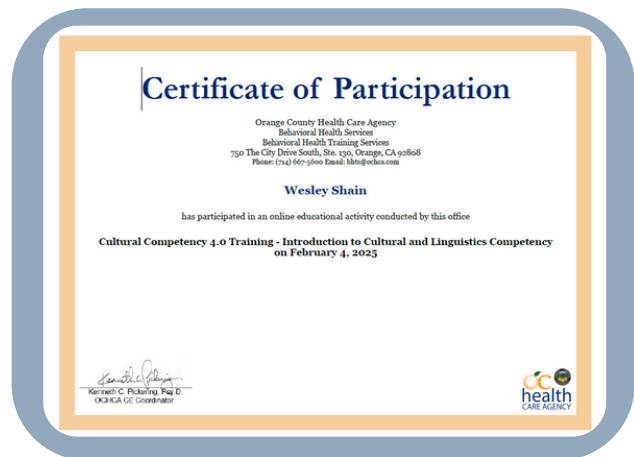 Certificate of Participation
Orange County Health Care Agency
Behavioral Health Services
Behavioral Health Training Services
750 The City Drive South, Ste. 130, Orange, CA 92868
Phone: (714) 667-5600 Email: bhts@ochca.com
Wesley Shain
has participated in an online educational activity conducted by this office
Cultural Competency 4.0 Training - Introduction to Cultural and Linguistics Competency
on February 4, 2025
Kenneth C. Pickering, Psy.D.
OCHCA CE Coordinator
OC
health
CARE AGENCY